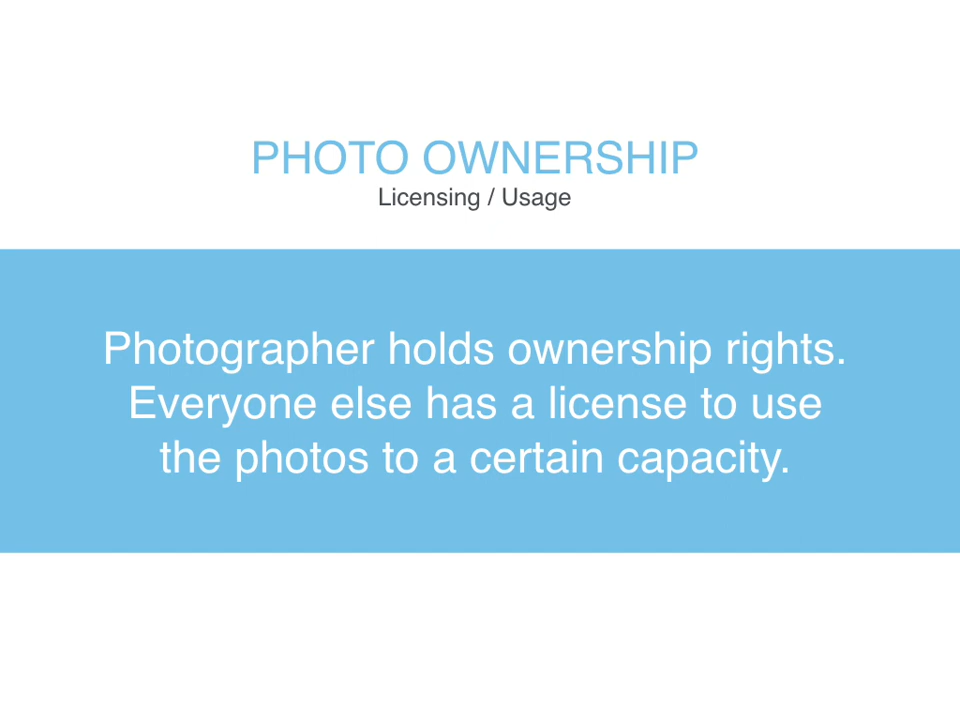 PHOTO OWNERSHIP
Licensing / Usage
Photographer holds ownership rights.
Everyone else has a license to use
the photos to a certain capacity.